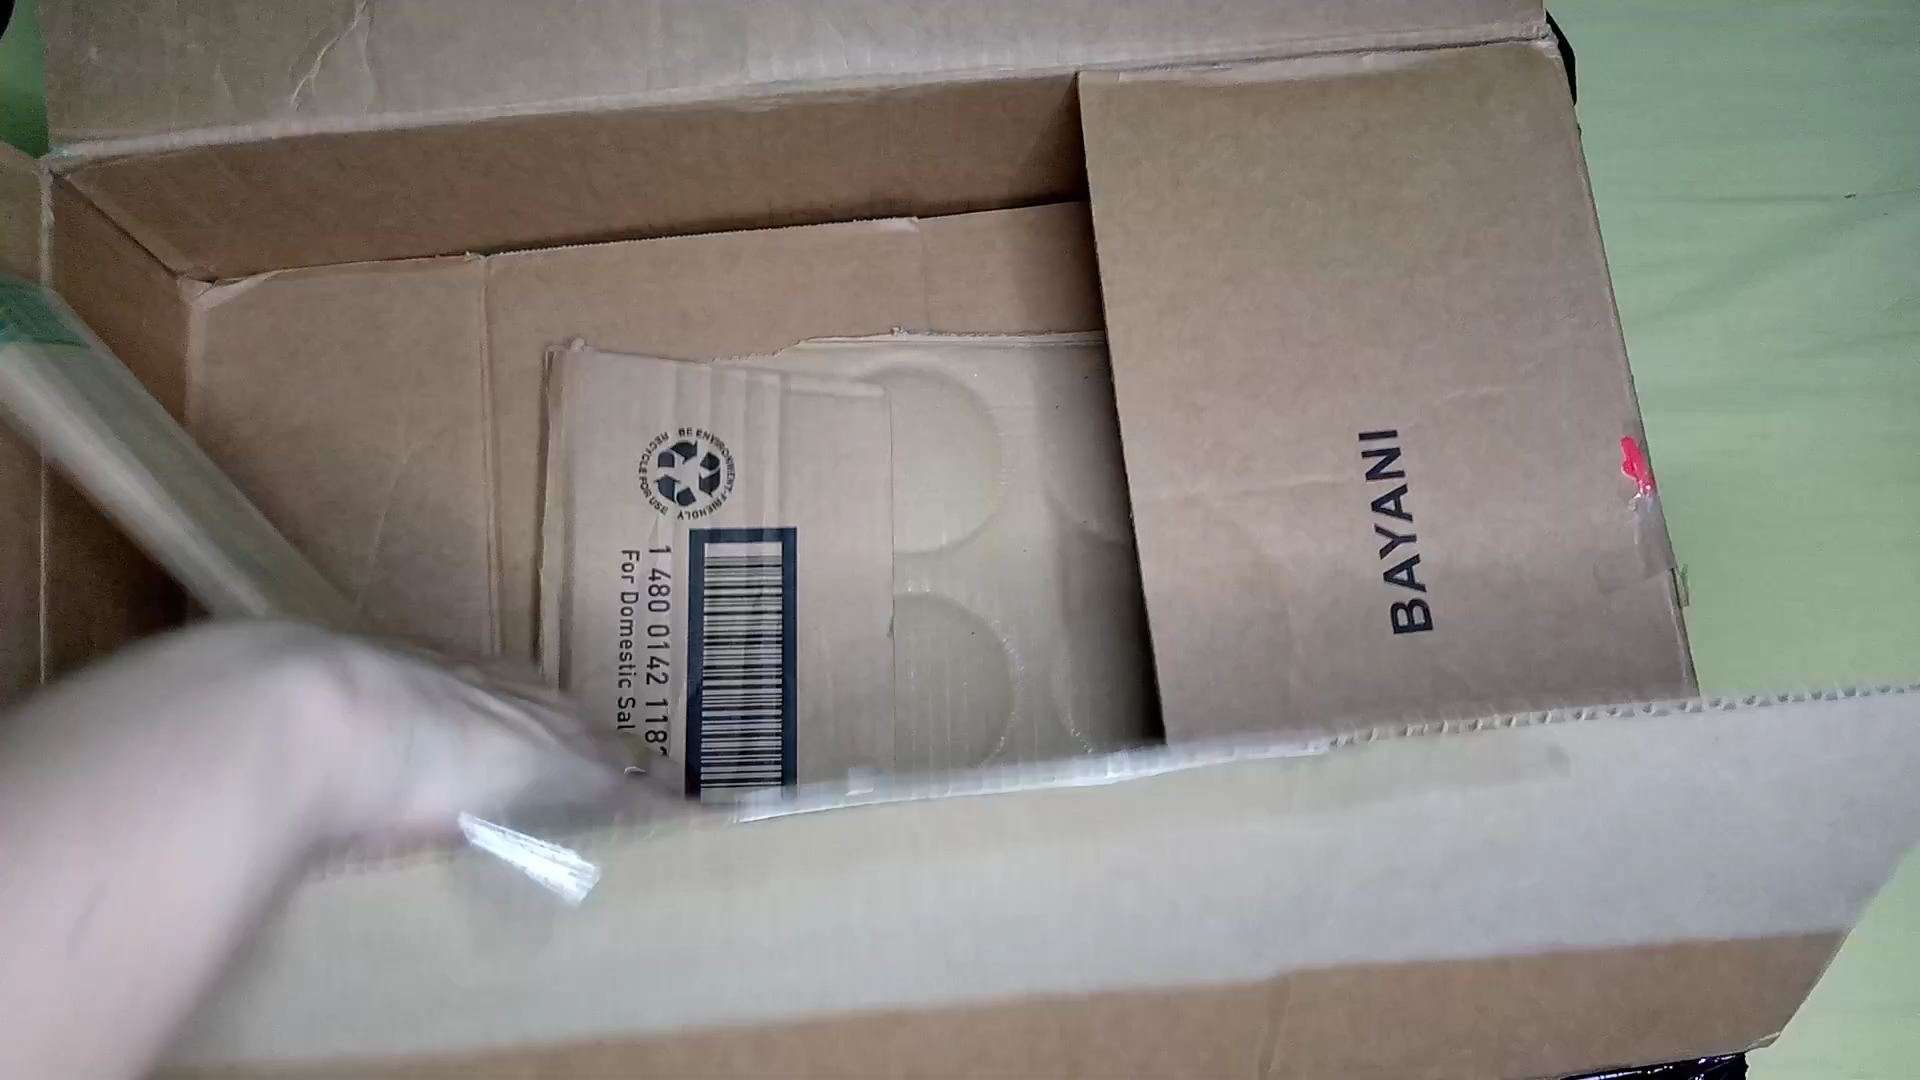 BE ENVIRONMENT-FRIENDLY
RECYCLE FOR USE
1 480 0142 118
For Domestic Sal
BAYANI